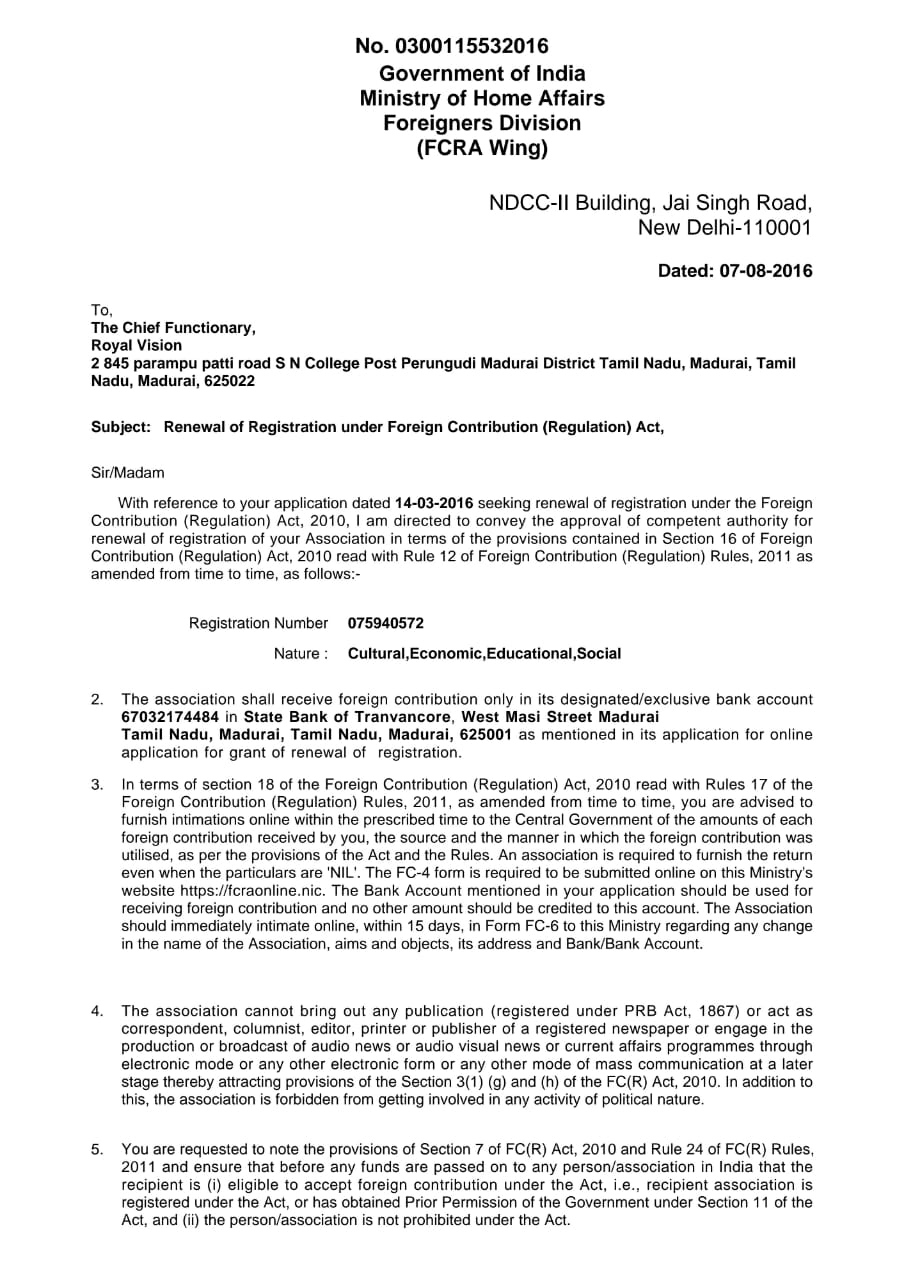 No. 0300115532016
Government of India
Ministry of Home Affairs
Foreigners Division
(FCRA Wing)
NDCC-II Building, Jai Singh Road,
New Delhi-110001
Dated: 07-08-2016
To,
The Chief Functionary,
Royal Vision
2 845 parampu patti road S N College Post Perungudi Madurai District Tamil Nadu, Madurai, Tamil
Nadu, Madurai, 625022
Subject: Renewal of Registration under Foreign Contribution (Regulation) Act,
Sir/Madam
With reference to your application dated 14-03-2016 seeking renewal of registration under the Foreign
Contribution (Regulation) Act, 2010, I am directed to convey the approval of competent authority for
renewal of registration of your Association in terms of the provisions contained in Section 16 of Foreign
Contribution (Regulation) Act, 2010 read with Rule 12 of Foreign Contribution (Regulation) Rules, 2011 as
amended from time to time, as follows:-
Registration Number 075940572
Nature : Cultural,Economic,Educational,Social
2. The association shall receive foreign contribution only in its designated/exclusive bank account
67032174484 in State Bank of Tranvancore, West Masi Street Madurai
Tamil Nadu, Madurai, Tamil Nadu, Madurai, 625001 as mentioned in its application for online
application for grant of renewal of registration.
3. In terms of section 18 of the Foreign Contribution (Regulation) Act, 2010 read with Rules 17 of the
Foreign Contribution (Regulation) Rules, 2011, as amended from time to time, you are advised to
furnish intimations online within the prescribed time to the Central Government of the amounts of each
foreign contribution received by you, the source and the manner in which the foreign contribution was
utilised, as per the provisions of the Act and the Rules. An association is required to furnish the return
even when the particulars are 'NIL'. The FC-4 form is required to be submitted online on this Ministry's
website https://fcraonline.nic. The Bank Account mentioned in your application should be used for
receiving foreign contribution and no other amount should be credited to this account. The Association
should immediately intimate online, within 15 days, in Form FC-6 to this Ministry regarding any change
in the name of the Association, aims and objects, its address and Bank/Bank Account.
4. The association cannot bring out any publication (registered under PRB Act, 1867) or act as
correspondent, columnist, editor, printer or publisher of a registered newspaper or engage in the
production or broadcast of audio news or audio visual news or current affairs programmes through
electronic mode or any other electronic form or any other mode of mass communication at a later
stage thereby attracting provisions of the Section 3(1) (g) and (h) of the FC(R) Act, 2010. In addition to
this, the association is forbidden from getting involved in any activity of political nature.
5. You are requested to note the provisions of Section 7 of FC(R) Act, 2010 and Rule 24 of FC(R) Rules,
2011 and ensure that before any funds are passed on to any person/association in India that the
recipient is (i) eligible to accept foreign contribution under the Act, i.e., recipient association is
registered under the Act, or has obtained Prior Permission of the Government under Section 11 of the
Act, and (ii) the person/association is not prohibited under the Act.